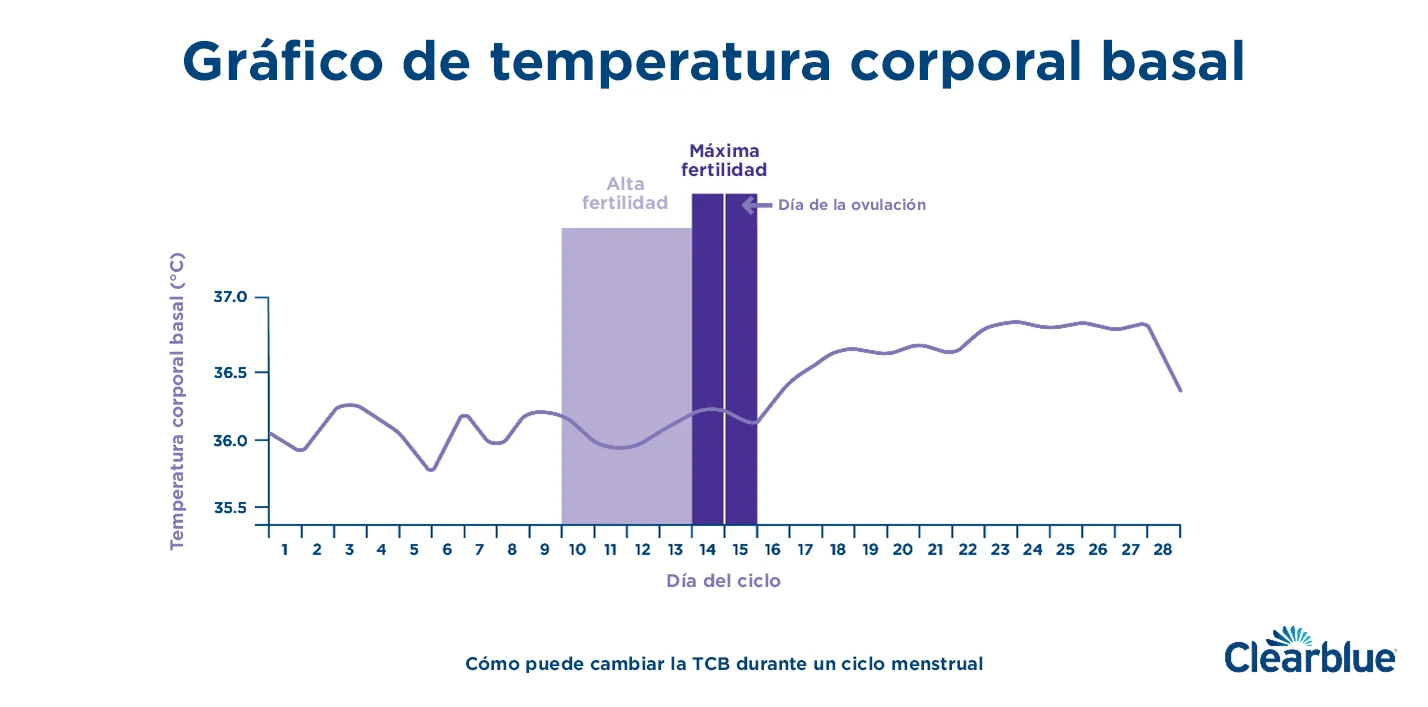 Gráfico de temperatura corporal basal
Máxima
fertilidad
Alta
fertilidad
Día de la ovulación
Temperatura corporal basal (°C)
37.0
36.5
36.0
35.5
1 2 3 4 5 6 7 8 9 10 11 12 13 14 15 16 17 18 19 20 21 22 23 24 25 26 27 28
Día del ciclo
Cómo puede cambiar la TCB durante un ciclo menstrual
Clearblue